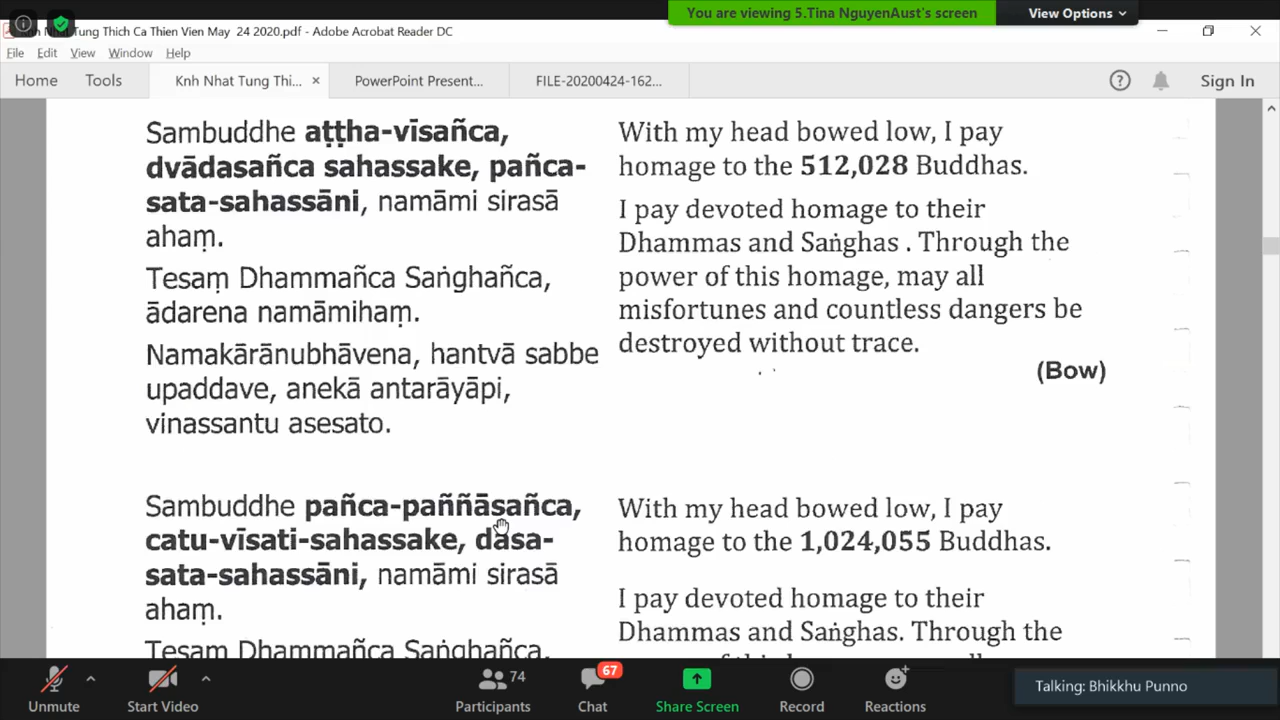 You are viewing 5.Tina NguyenAust's screen
View Options
nh Nhat Tung Thich Ca Thien Vien May 24 2020.pdf - Adobe Acrobat Reader DC
File Edit View Window Help
Home Tools Knh Nhat Tung Thi... × PowerPoint Present... FILE-20200424-162... Sign In
Sambuddhe aṭṭha-vīsañca,
dvādasañca sahassake, pañca-
sata-sahassāni, namāmi sirasā
ahaṃ.
Tesaṃ Dhammañca Saṅghañca,
ādarena namāmihaṃ.
Namakārānubhāvena, hantvā sabbe
upaddave, anekā antarāyāpi,
vinassantu asesato.
With my head bowed low, I pay
homage to the 512,028 Buddhas.
I pay devoted homage to their
Dhammas and Saṅghas . Through the
power of this homage, may all
misfortunes and countless dangers be
destroyed without trace.
(Bow)
Sambuddhe pañca-paññāsañca,
catu-vīsati-sahassake, dasa-
sata-sahassāni, namāmi sirasā
ahaṃ.
Tesaṃ Dhammañca Saṅghañca,
With my head bowed low, I pay
homage to the 1,024,055 Buddhas.
I pay devoted homage to their
Dhammas and Saṅghas. Through the
Unmute
Start Video
Participants 74
Chat 67
Share Screen
Record
Reactions
Talking: Bhikkhu Punno